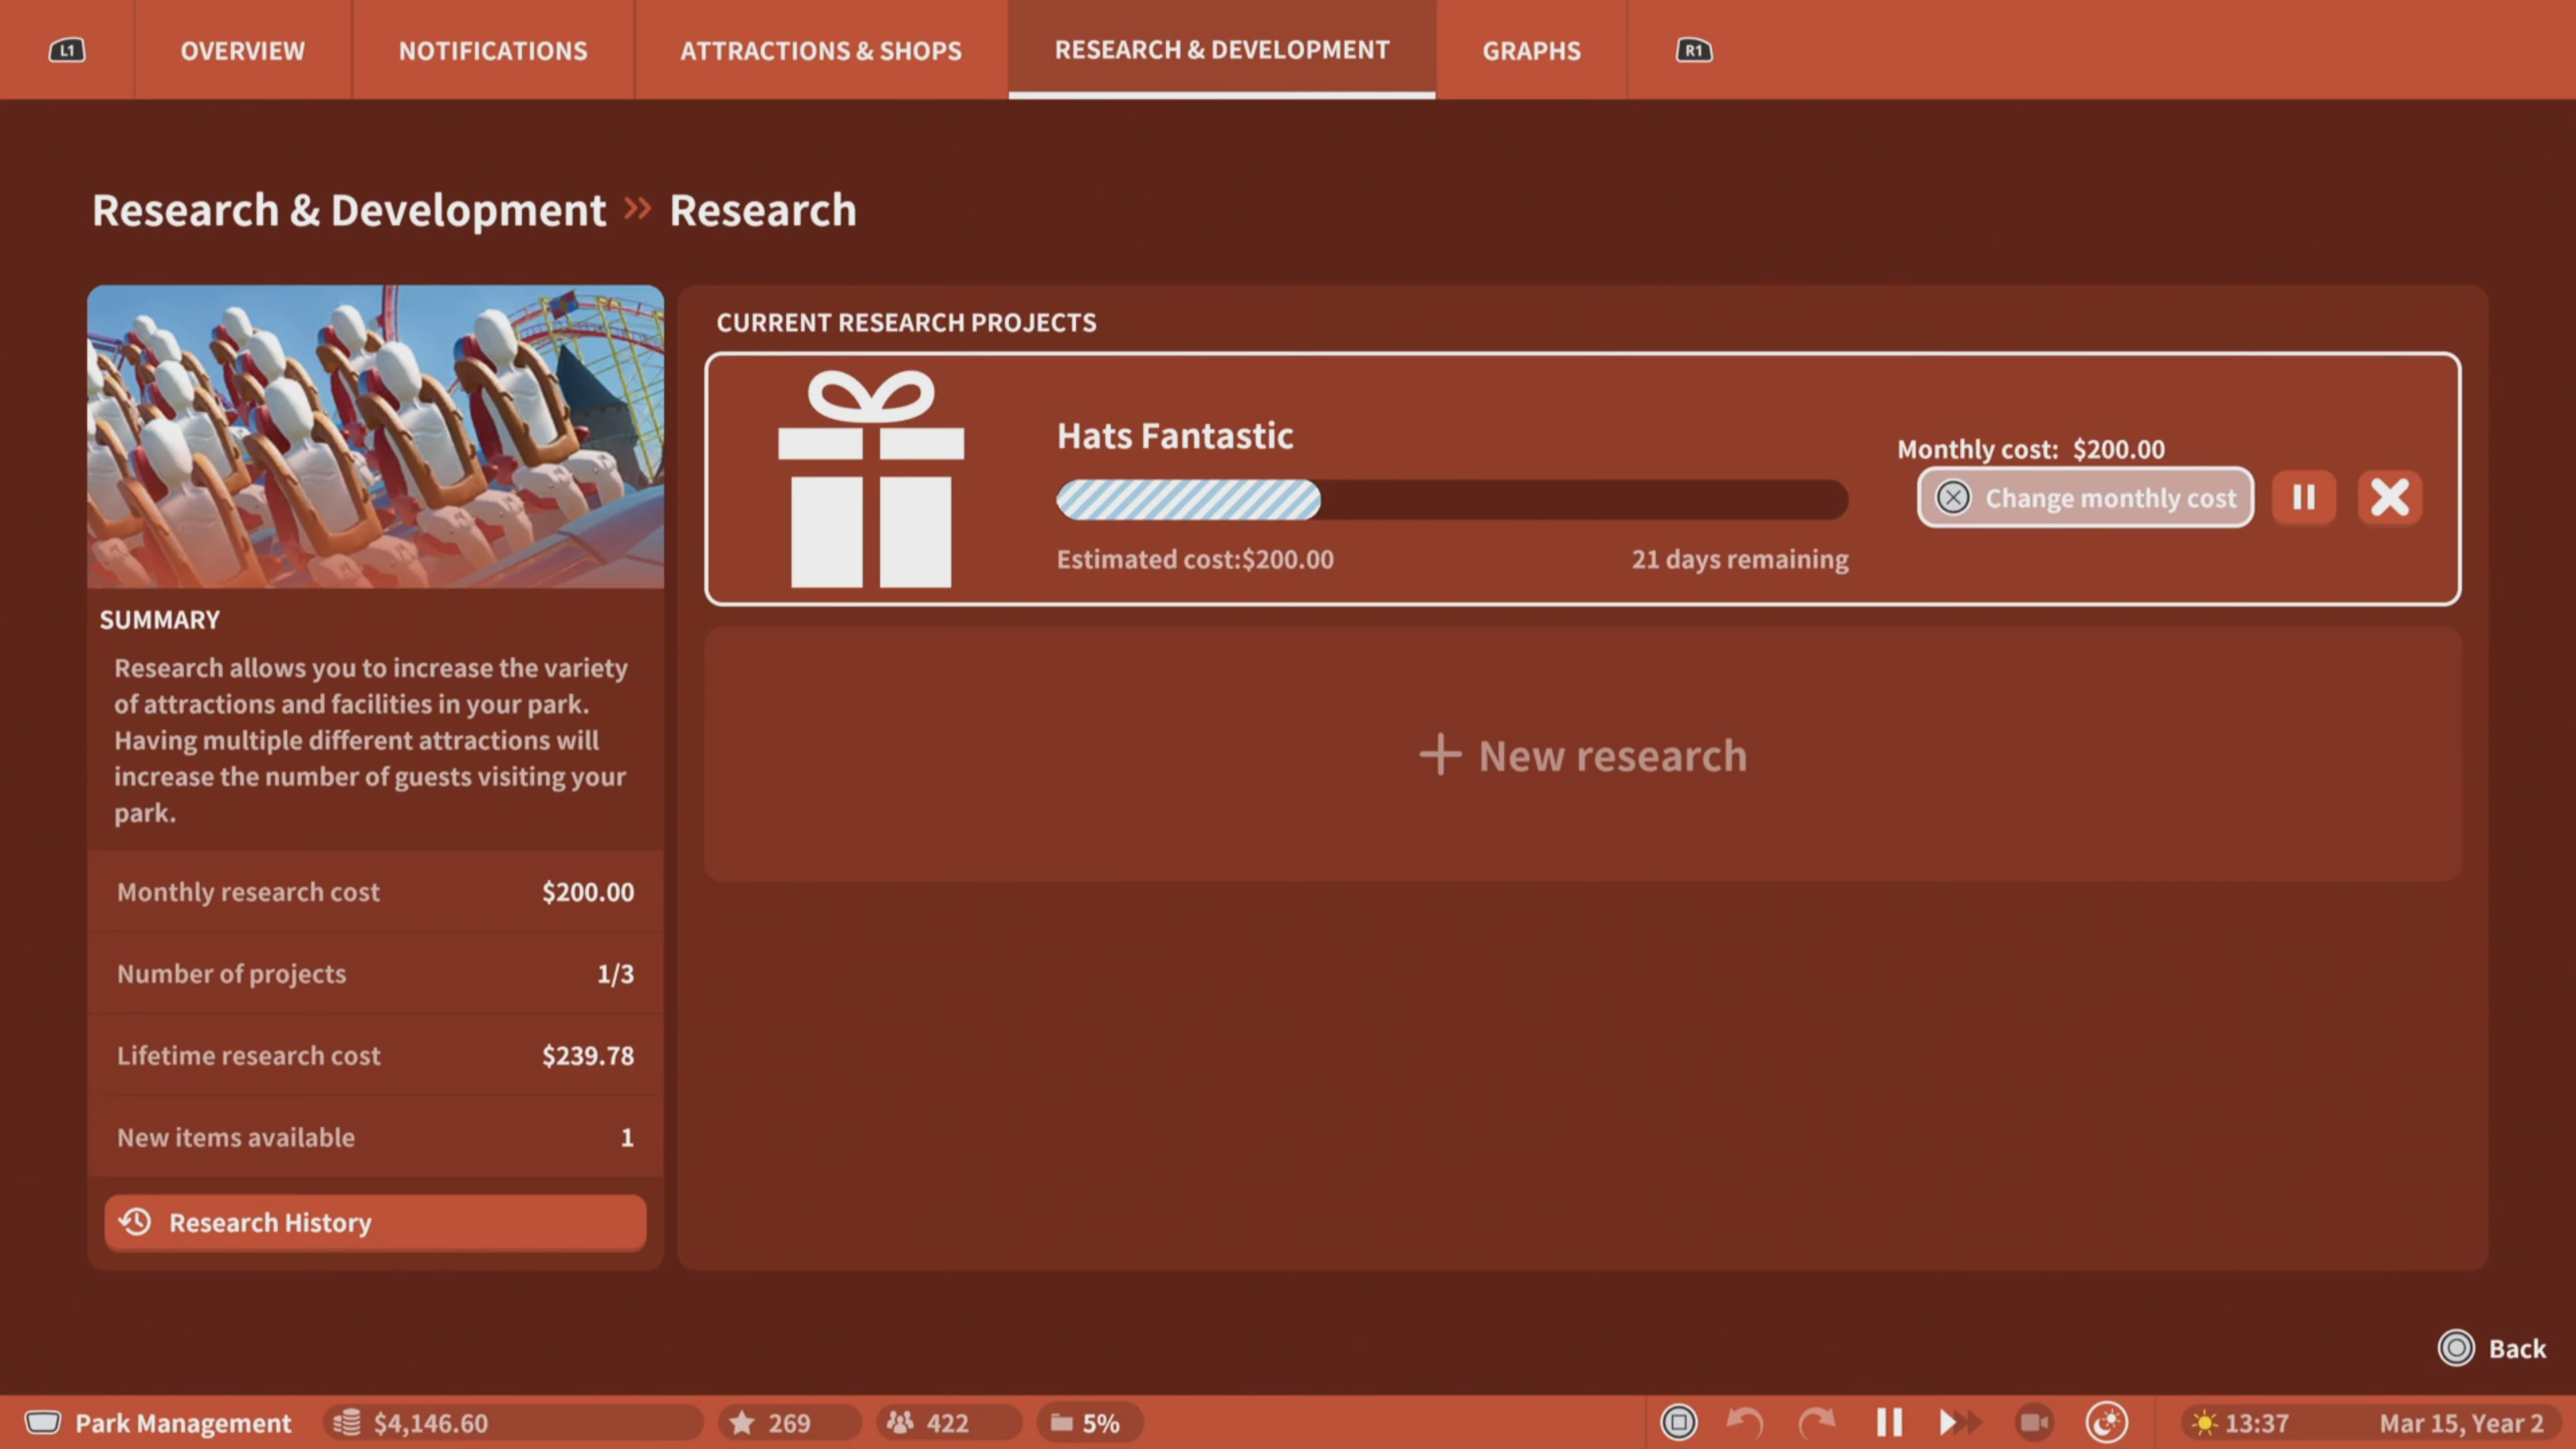 L1
OVERVIEW
NOTIFICATIONS
ATTRACTIONS & SHOPS
RESEARCH & DEVELOPMENT
GRAPHS
R1
Research & Development » Research
SUMMARY
Research allows you to increase the variety
of attractions and facilities in your park.
Having multiple different attractions will
increase the number of guests visiting your
park.
Monthly research cost $200.00
Number of projects 1/3
Lifetime research cost $239.78
New items available 1
Research History
CURRENT RESEARCH PROJECTS
Hats Fantastic
Estimated cost:$200.00
21 days remaining
Monthly cost: $200.00
Change monthly cost
+ New research
Back
Park Management
$4,146.60
269
422
5%
13:37
Mar 15, Year 2